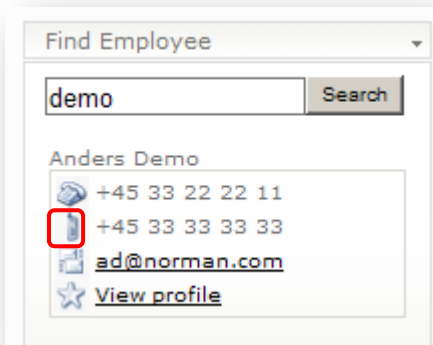 Find Employee
demo Search
Anders Demo
+45 33 22 22 11
+45 33 33 33 33
ad@norman.com
View profile